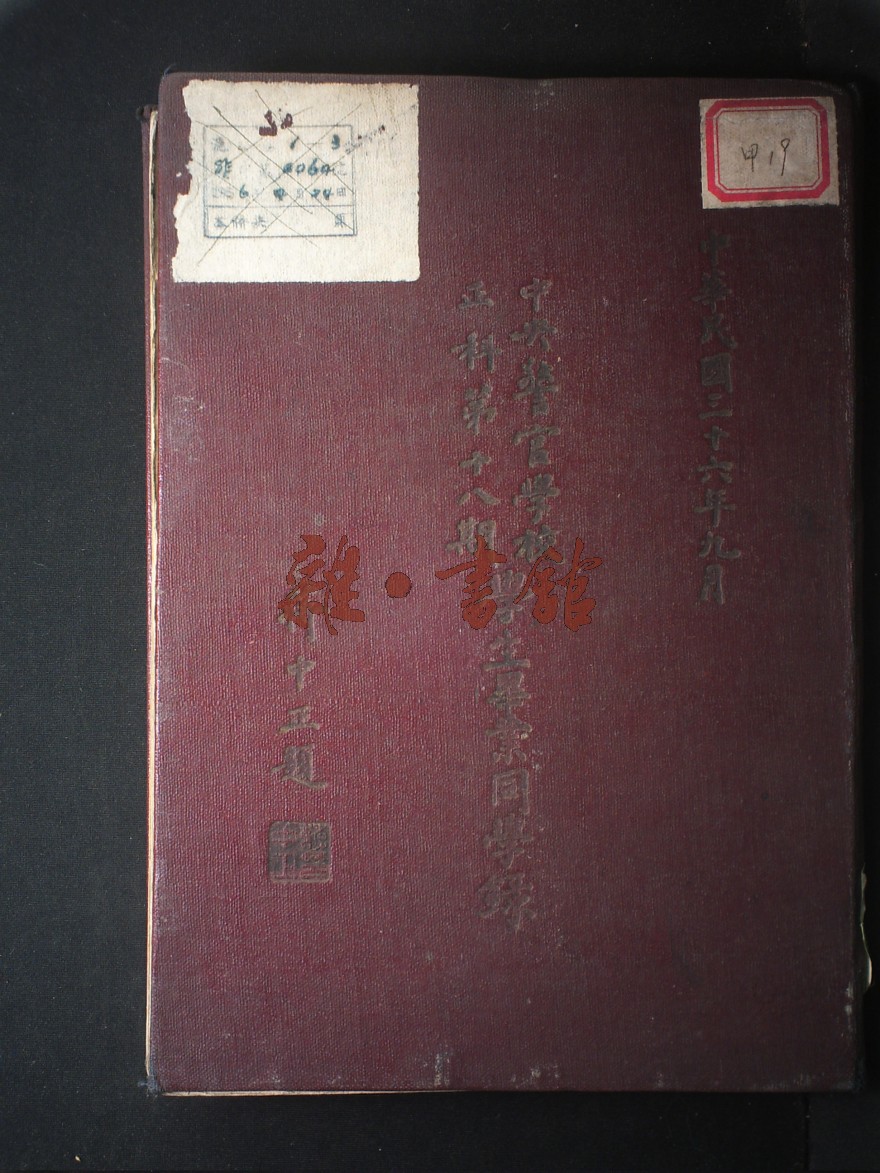 甲19
中華民國三十六年九月
中央警官學校
正科第十八期
學生畢業同學錄
中正題
雜·書館